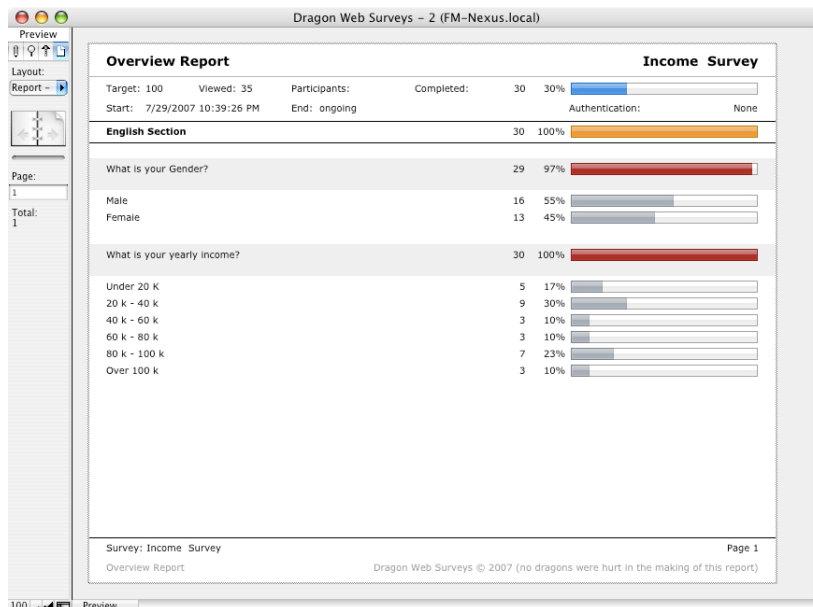 Dragon Web Surveys – 2 (FM-Nexus.local)
Preview
Layout:
Report –
Page:
1
Total:
1
Overview Report Income Survey
Target: 100 Viewed: 35 Participants: Completed: 30 30%
Start: 7/29/2007 10:39:26 PM End: ongoing Authentication: None
English Section 30 100%
What is your Gender? 29 97%
Male 16 55%
Female 13 45%
What is your yearly income? 30 100%
Under 20 K 5 17%
20 k - 40 k 9 30%
40 k - 60 k 3 10%
60 k - 80 k 3 10%
80 k - 100 k 7 23%
Over 100 k 3 10%
Survey: Income Survey Page 1
Overview Report Dragon Web Surveys © 2007 (no dragons were hurt in the making of this report)
100 Preview